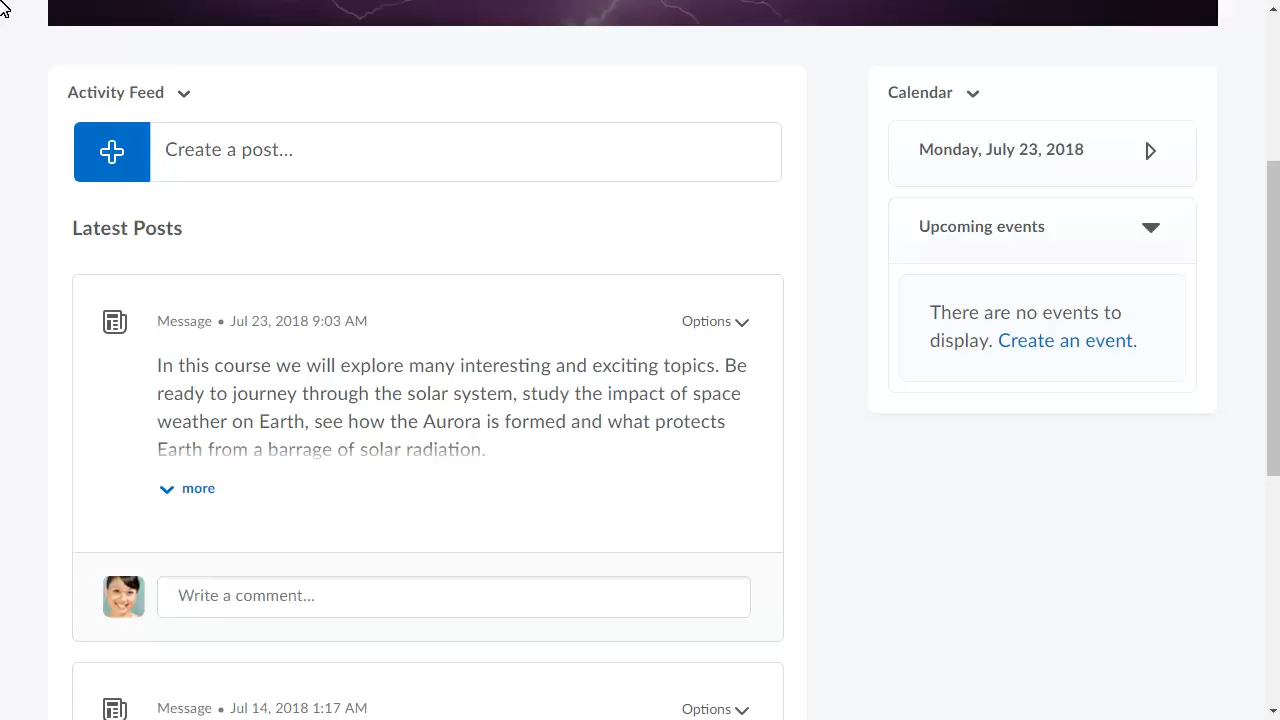 Activity Feed
Create a post...
Latest Posts
Message • Jul 23, 2018 9:03 AM
Options
In this course we will explore many interesting and exciting topics. Be
ready to journey through the solar system, study the impact of space
weather on Earth, see how the Aurora is formed and what protects
Earth from a barrage of solar radiation.
more
Write a comment...
Message • Jul 14, 2018 1:17 AM
Options
Calendar
Monday, July 23, 2018
Upcoming events
There are no events to
display. Create an event.